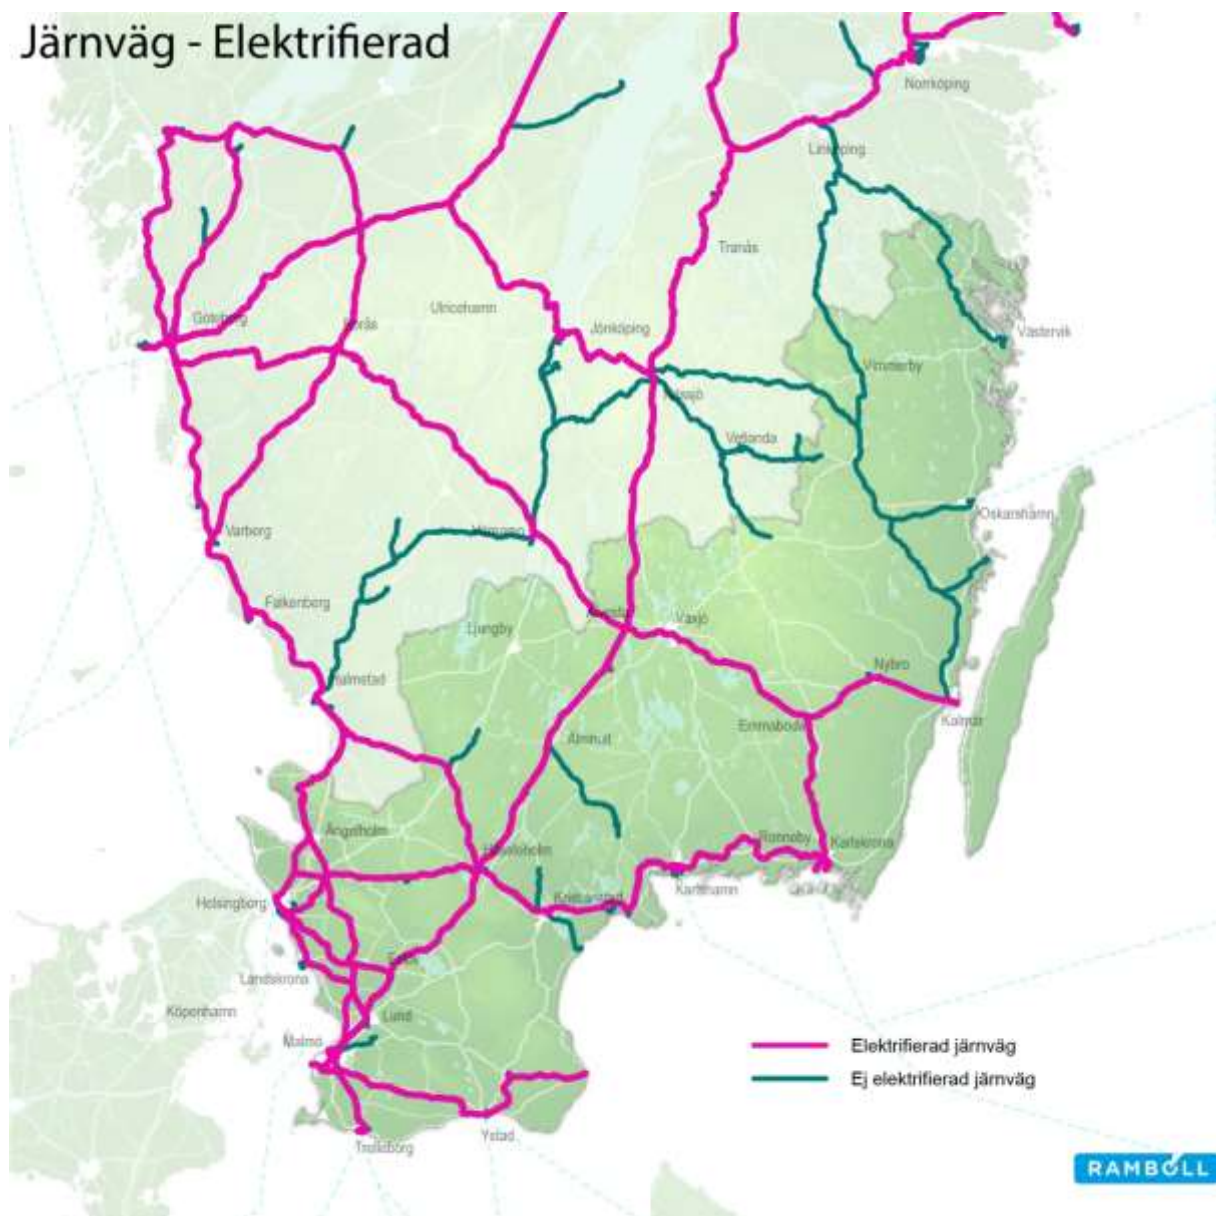 Järnväg - Elektrifierad
Norrköping
Linköping
Tranås
Ulricehamn
Göteborg
Borås
Jönköping
Västervik
Vimmerby
Nässjö
Vetlanda
Oskarshamn
Varberg
Värnamo
Falkenberg
Alvesta
Växjö
Ljungby
Halmstad
Nybro
Kalmar
Emmaboda
Älmhult
Ängelholm
Hässleholm
Ronneby
Karlskrona
Karlshamn
Kristianstad
Helsingborg
Eslöv
Landskrona
Köpenhamn
Lund
Malmö
Ystad
Trelleborg
Elektrifierad järnväg
Ej elektrifierad järnväg
RAMBOLL